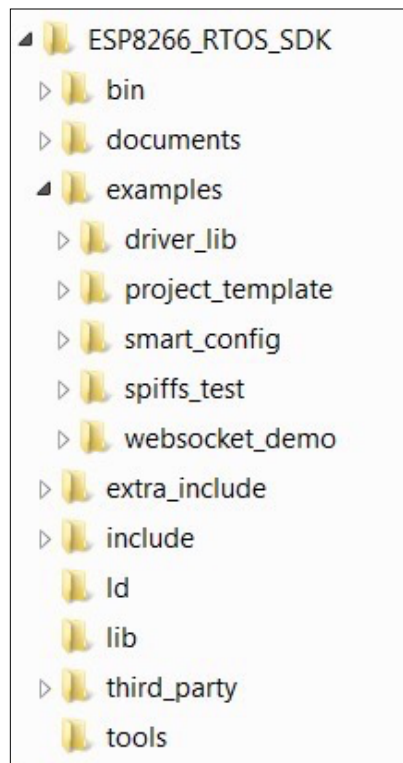 ESP8266_RTOS_SDK
bin
documents
examples
driver_lib
project_template
smart_config
spiffs_test
websocket_demo
extra_include
include
ld
lib
third_party
tools